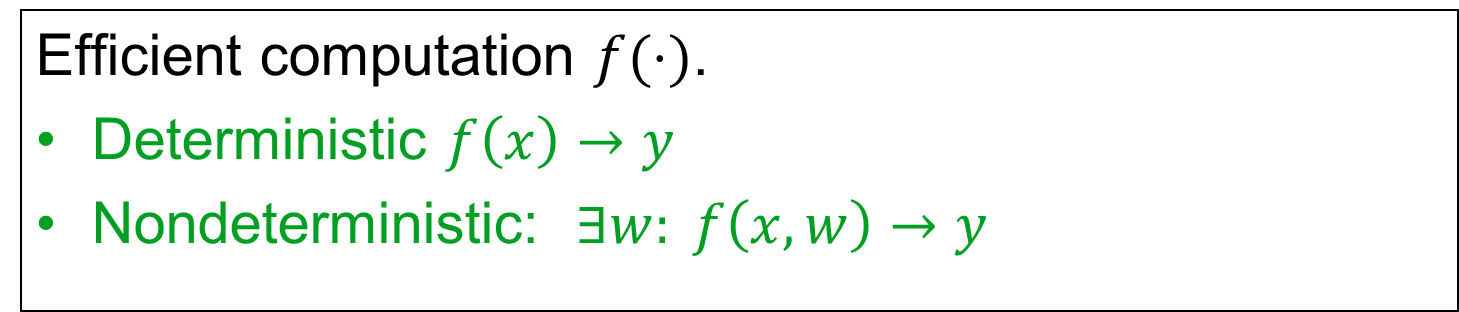 Efficient computation f(·).
• Deterministic f(x) → y
• Nondeterministic: ∃w: f(x, w) → y